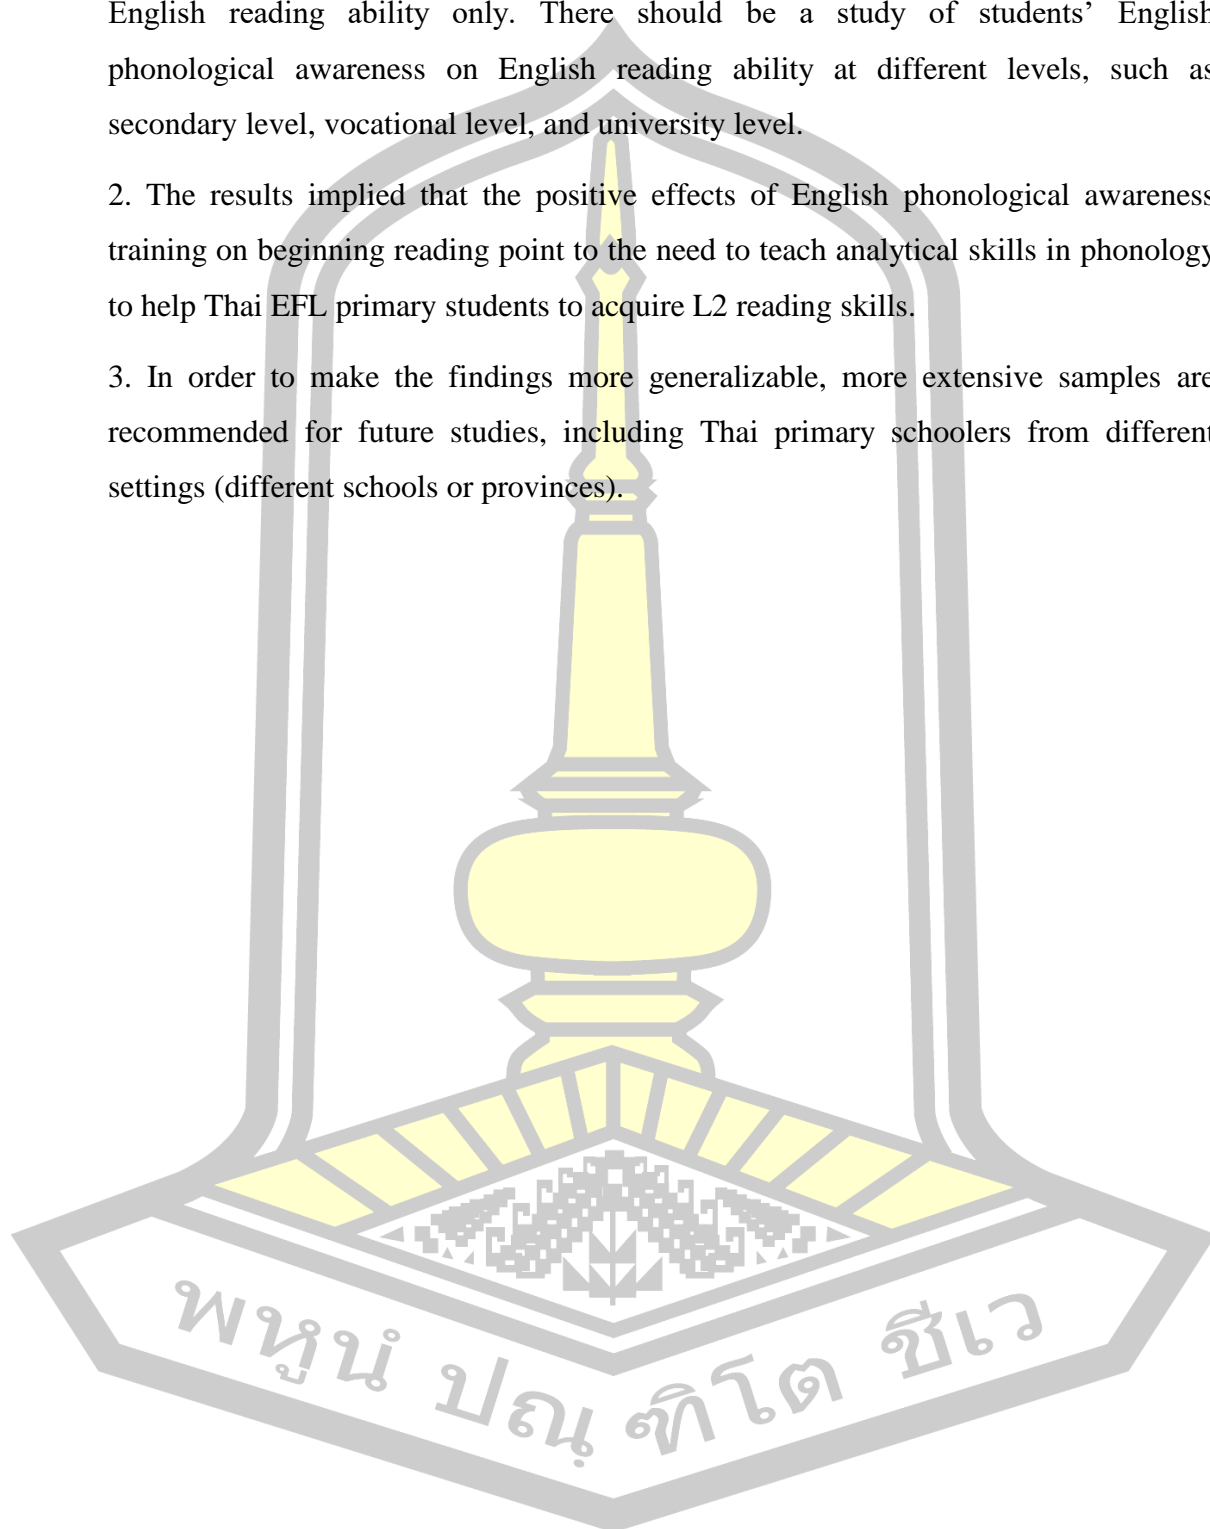 English reading ability only. There should be a study of students’ English
phonological awareness on English reading ability at different levels, such as
secondary level, vocational level, and university level.
2. The results implied that the positive effects of English phonological awareness
training on beginning reading point to the need to teach analytical skills in phonology
to help Thai EFL primary students to acquire L2 reading skills.
3. In order to make the findings more generalizable, more extensive samples are
recommended for future studies, including Thai primary schoolers from different
settings (different schools or provinces).
พหูนํ ปณฺ ฑิโต ชีเว